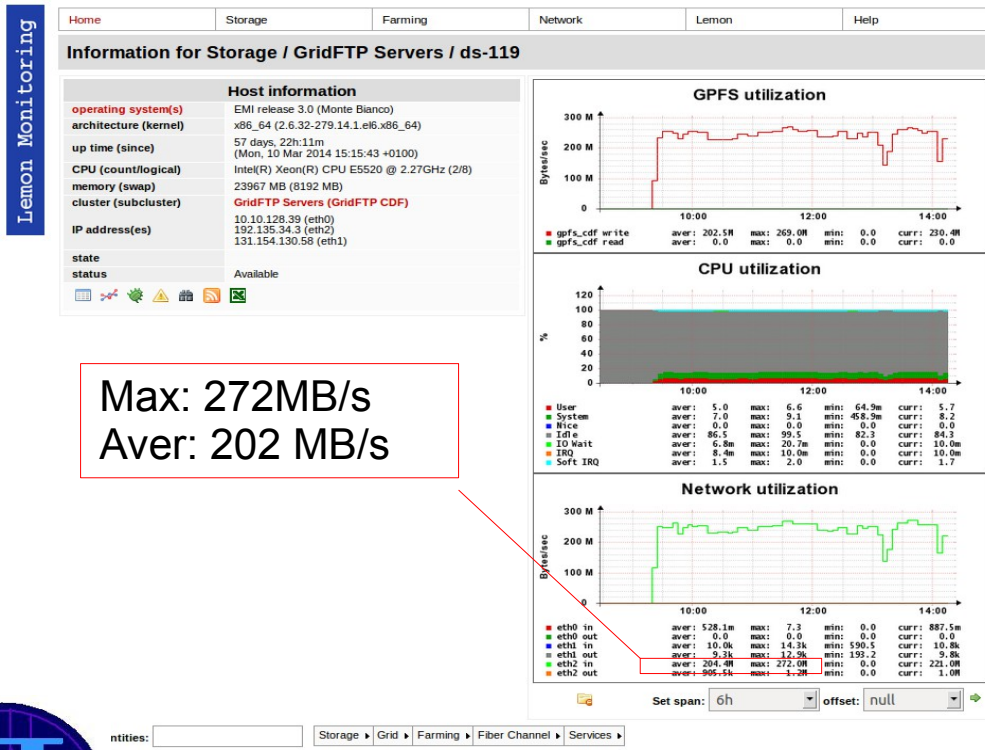 Lemon Monitoring
Home Storage Farming Network Lemon Help
Information for Storage / GridFTP Servers / ds-119
Host information
operating system(s) EMI release 3.0 (Monte Bianco)
architecture (kernel) x86_64 (2.6.32-279.14.1.el6.x86_64)
up time (since) 57 days, 22h:11m
(Mon, 10 Mar 2014 15:15:43 +0100)
CPU (count/logical) Intel(R) Xeon(R) CPU E5520 @ 2.27GHz (2/8)
memory (swap) 23967 MB (8192 MB)
cluster (subcluster) GridFTP Servers (GridFTP CDF)
IP address(es) 10.10.128.39 (eth0)
192.135.34.3 (eth2)
131.154.130.58 (eth1)
state
status Available
Max: 272MB/s
Aver: 202 MB/s
GPFS utilization
Bytes/sec
300 M
200 M
100 M
0
10:00 12:00 14:00
gpfs_cdf write aver: 202.5M max: 269.0M min: 0.0 curr: 230.4M
gpfs_cdf read aver: 0.0 max: 0.0 min: 0.0 curr: 0.0
CPU utilization
%
120
100
80
60
40
20
0
10:00 12:00 14:00
User aver: 5.0 max: 6.6 min: 64.9m curr: 5.7
System aver: 7.0 max: 9.1 min: 458.9m curr: 8.2
Nice aver: 0.0 max: 0.0 min: 0.0 curr: 0.0
Idle aver: 86.5 max: 99.5 min: 82.3 curr: 84.3
IO Wait aver: 6.8m max: 20.7m min: 0.0 curr: 10.0m
IRQ aver: 8.4m max: 10.0m min: 0.0 curr: 10.0m
Soft IRQ aver: 1.5 max: 2.0 min: 0.0 curr: 1.7
Network utilization
Bytes/sec
300 M
200 M
100 M
0
10:00 12:00 14:00
eth0 in aver: 528.1m max: 7.3 min: 0.0 curr: 887.5m
eth0 out aver: 0.0 max: 0.0 min: 0.0 curr: 0.0
eth1 in aver: 10.0k max: 14.3k min: 590.5 curr: 10.8k
eth1 out aver: 9.3k max: 12.9k min: 193.2 curr: 9.8k
eth2 in aver: 204.4M max: 272.0M min: 0.0 curr: 221.0M
eth2 out aver: 905.5k max: 1.2M min: 0.0 curr: 1.0M
Set span: 6h offset: null
ntities:
Storage Grid Farming Fiber Channel Services